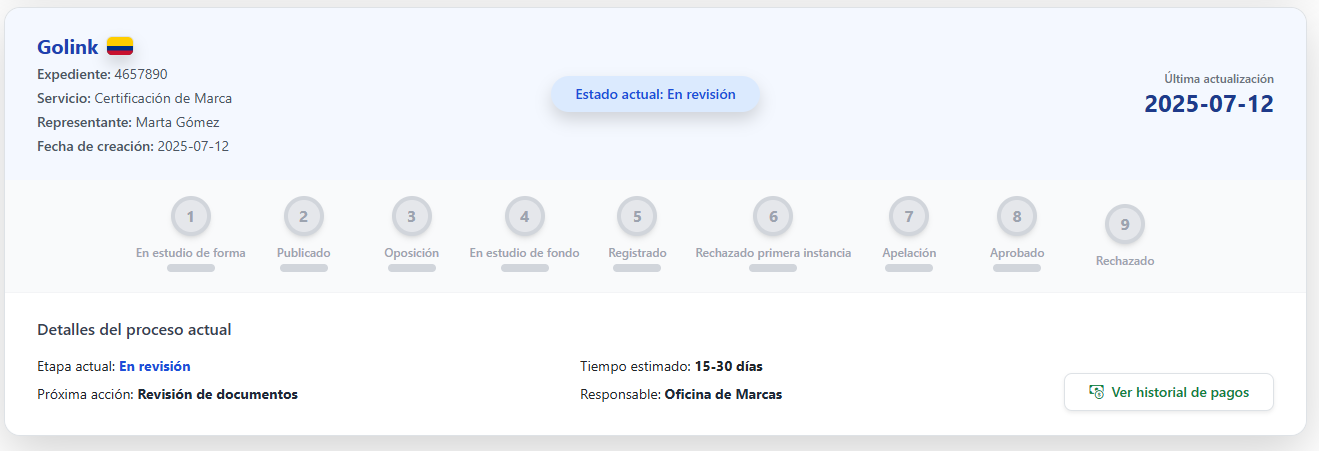 Golink
Expediente: 4657890
Servicio: Certificación de Marca
Representante: Marta Gómez
Fecha de creación: 2025-07-12
Estado actual: En revisión
Última actualización
2025-07-12
1
En estudio de forma
2
Publicado
3
Oposición
4
En estudio de fondo
5
Registrado
6
Rechazado primera instancia
7
Apelación
8
Aprobado
9
Rechazado
Detalles del proceso actual
Etapa actual: En revisión
Próxima acción: Revisión de documentos
Tiempo estimado: 15-30 días
Responsable: Oficina de Marcas
Ver historial de pagos